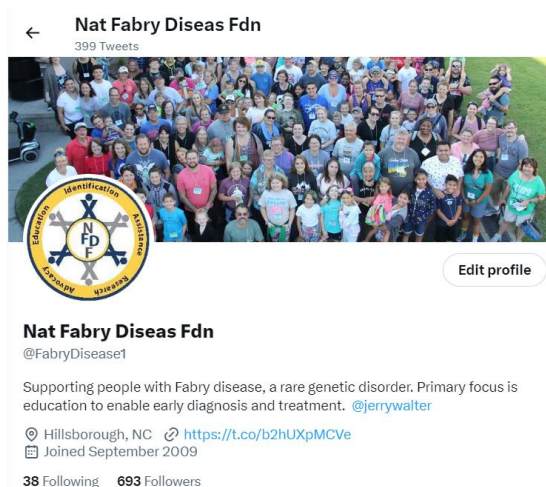 Nat Fabry Diseas Fdn
399 Tweets
Identification
Education
Assistance
Advocacy
Research
N
FD
F
Edit profile
Nat Fabry Diseas Fdn
@FabryDisease1
Supporting people with Fabry disease, a rare genetic disorder. Primary focus is
education to enable early diagnosis and treatment. @jerrywalter
Hillsborough, NC https://t.co/b2hUXpMCVe
Joined September 2009
38 Following 693 Followers